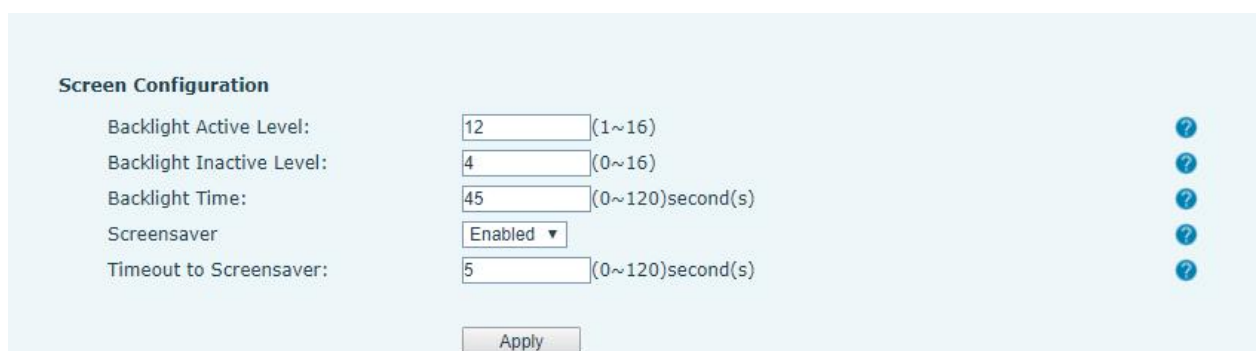 Screen Configuration
Backlight Active Level: 12 (1~16) ?
Backlight Inactive Level: 4 (0~16) ?
Backlight Time: 45 (0~120)second(s) ?
Screensaver Enabled ▼ ?
Timeout to Screensaver: 5 (0~120)second(s) ?
Apply